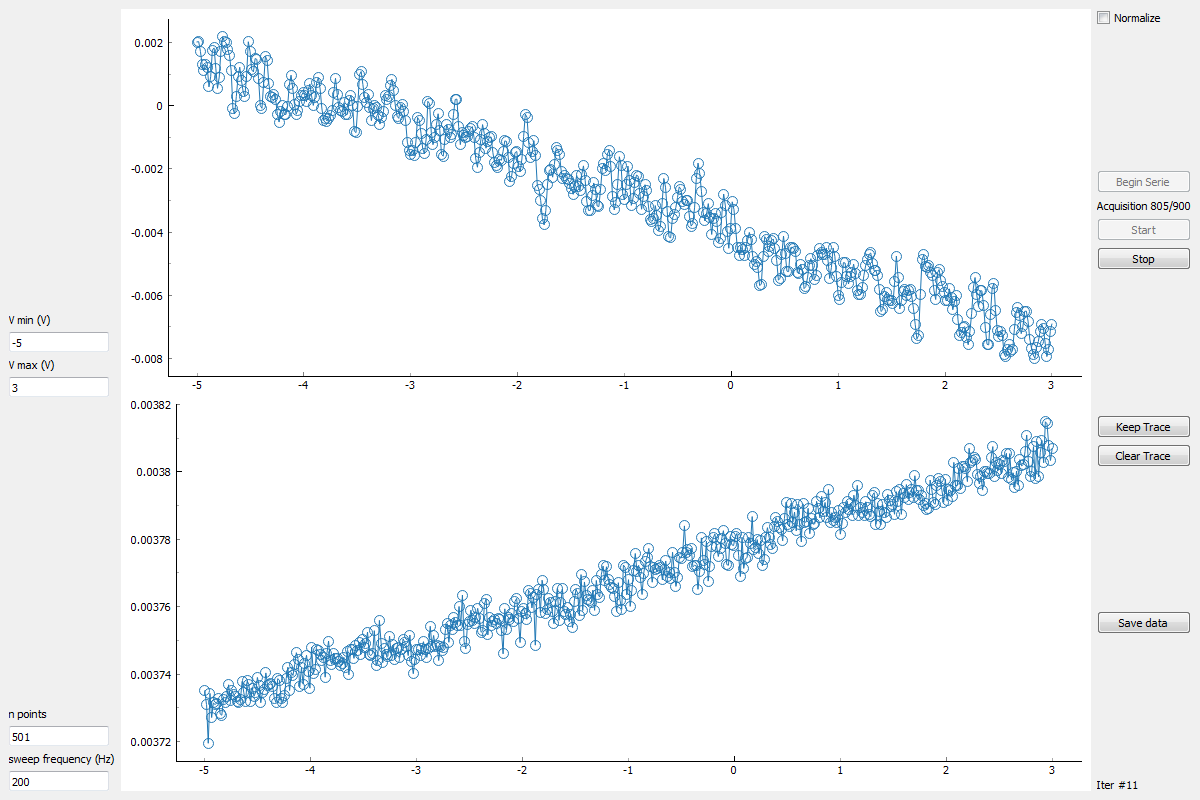 Normalize
0.002
0
-0.002
-0.004
-0.006
-0.008
-5 -4 -3 -2 -1 0 1 2 3
Begin Serie
Acquisition 805/900
Start
Stop
V min (V)
-5
V max (V)
3
0.00382
0.0038
0.00378
0.00376
0.00374
0.00372
-5 -4 -3 -2 -1 0 1 2 3
Keep Trace
Clear Trace
Save data
n points
501
sweep frequency (Hz)
200
Iter #11